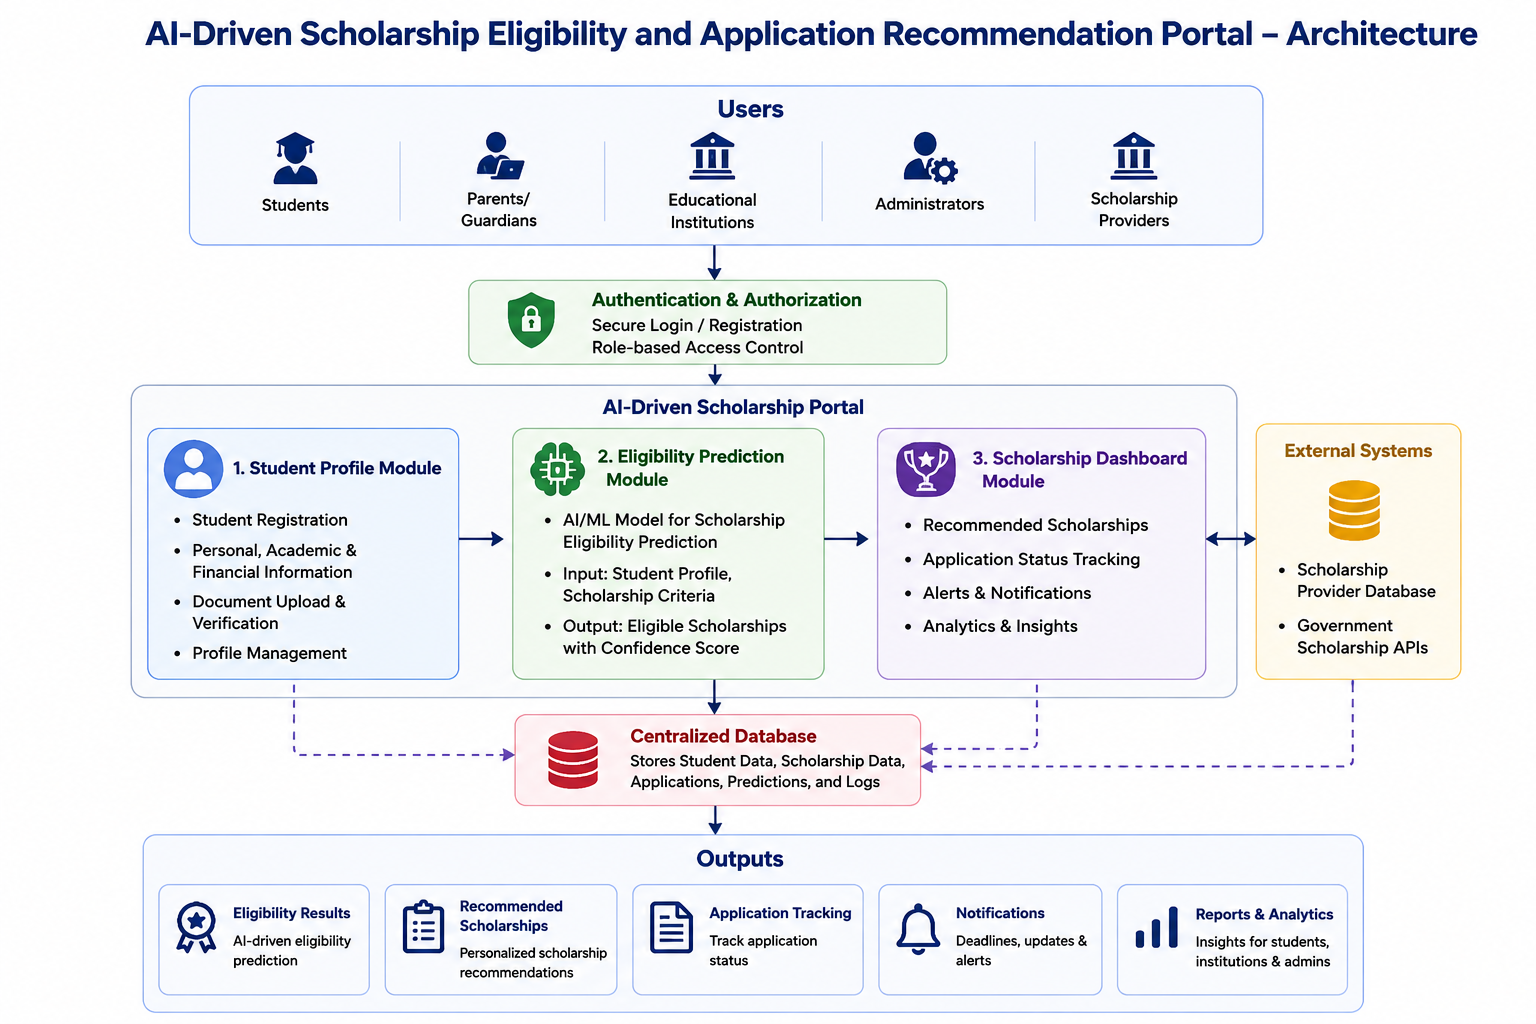 AI-Driven Scholarship Eligibility and Application Recommendation Portal – Architecture
Users
Students
Parents/
Guardians
Educational
Institutions
Administrators
Scholarship
Providers
Authentication & Authorization
Secure Login / Registration
Role-based Access Control
AI-Driven Scholarship Portal
1. Student Profile Module
• Student Registration
• Personal, Academic &
Financial Information
• Document Upload &
Verification
• Profile Management
2. Eligibility Prediction
Module
• AI/ML Model for Scholarship
Eligibility Prediction
• Input: Student Profile,
Scholarship Criteria
• Output: Eligible Scholarships
with Confidence Score
3. Scholarship Dashboard
Module
• Recommended Scholarships
• Application Status Tracking
• Alerts & Notifications
• Analytics & Insights
External Systems
• Scholarship
Provider Database
• Government
Scholarship APIs
Centralized Database
Stores Student Data, Scholarship Data,
Applications, Predictions, and Logs
Outputs
Eligibility Results
AI-driven eligibility
prediction
Recommended
Scholarships
Personalized scholarship
recommendations
Application Tracking
Track application
status
Notifications
Deadlines, updates &
alerts
Reports & Analytics
Insights for students,
institutions & admins